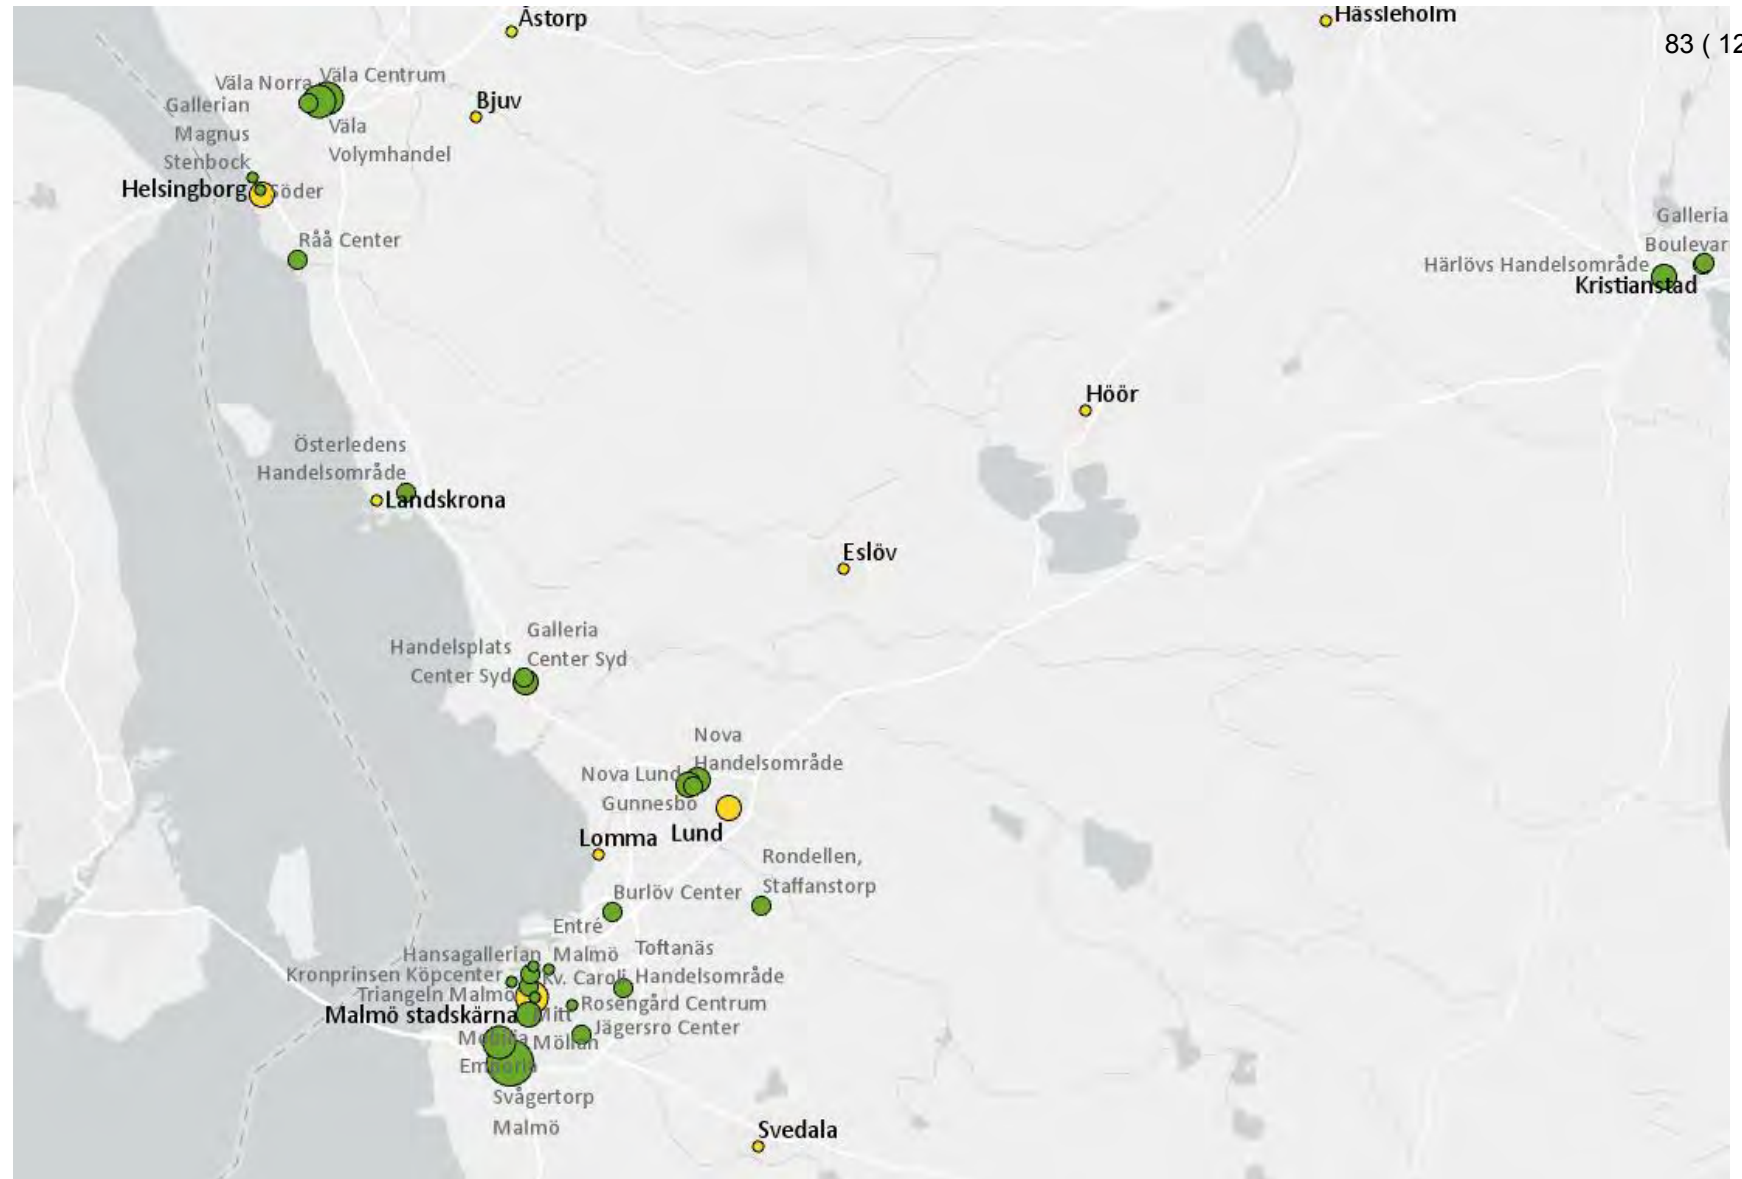 Åstorp
Hässleholm
83 ( 12
Väla Norra
Väla Centrum
Gallerian
Magnus
Stenbock
Bjuv
Väla
Volymhandel
Helsingborg
Söder
Råå Center
Galleria
Boulevar
Härlövs Handelsområde
Kristianstad
Höör
Österledens
Handelsområde
Landskrona
Eslöv
Handelsplats
Center Syd
Galleria
Center Syd
Nova
Handelsområde
Nova Lund
Gunnesbo
Lomma
Lund
Rondellen,
Staffanstorp
Burlöv Center
Entré
Malmö
Toftanäs
Handelsområde
Hansagallerian
Kronprinsen Köpcenter
Kv. Caroli
Triangeln Malmö
Rosengård Centrum
Malmö stadskärna
Mitt
Möllan
Jägersro Center
Mobilia
Emporia
Svågertorp
Malmö
Svedala